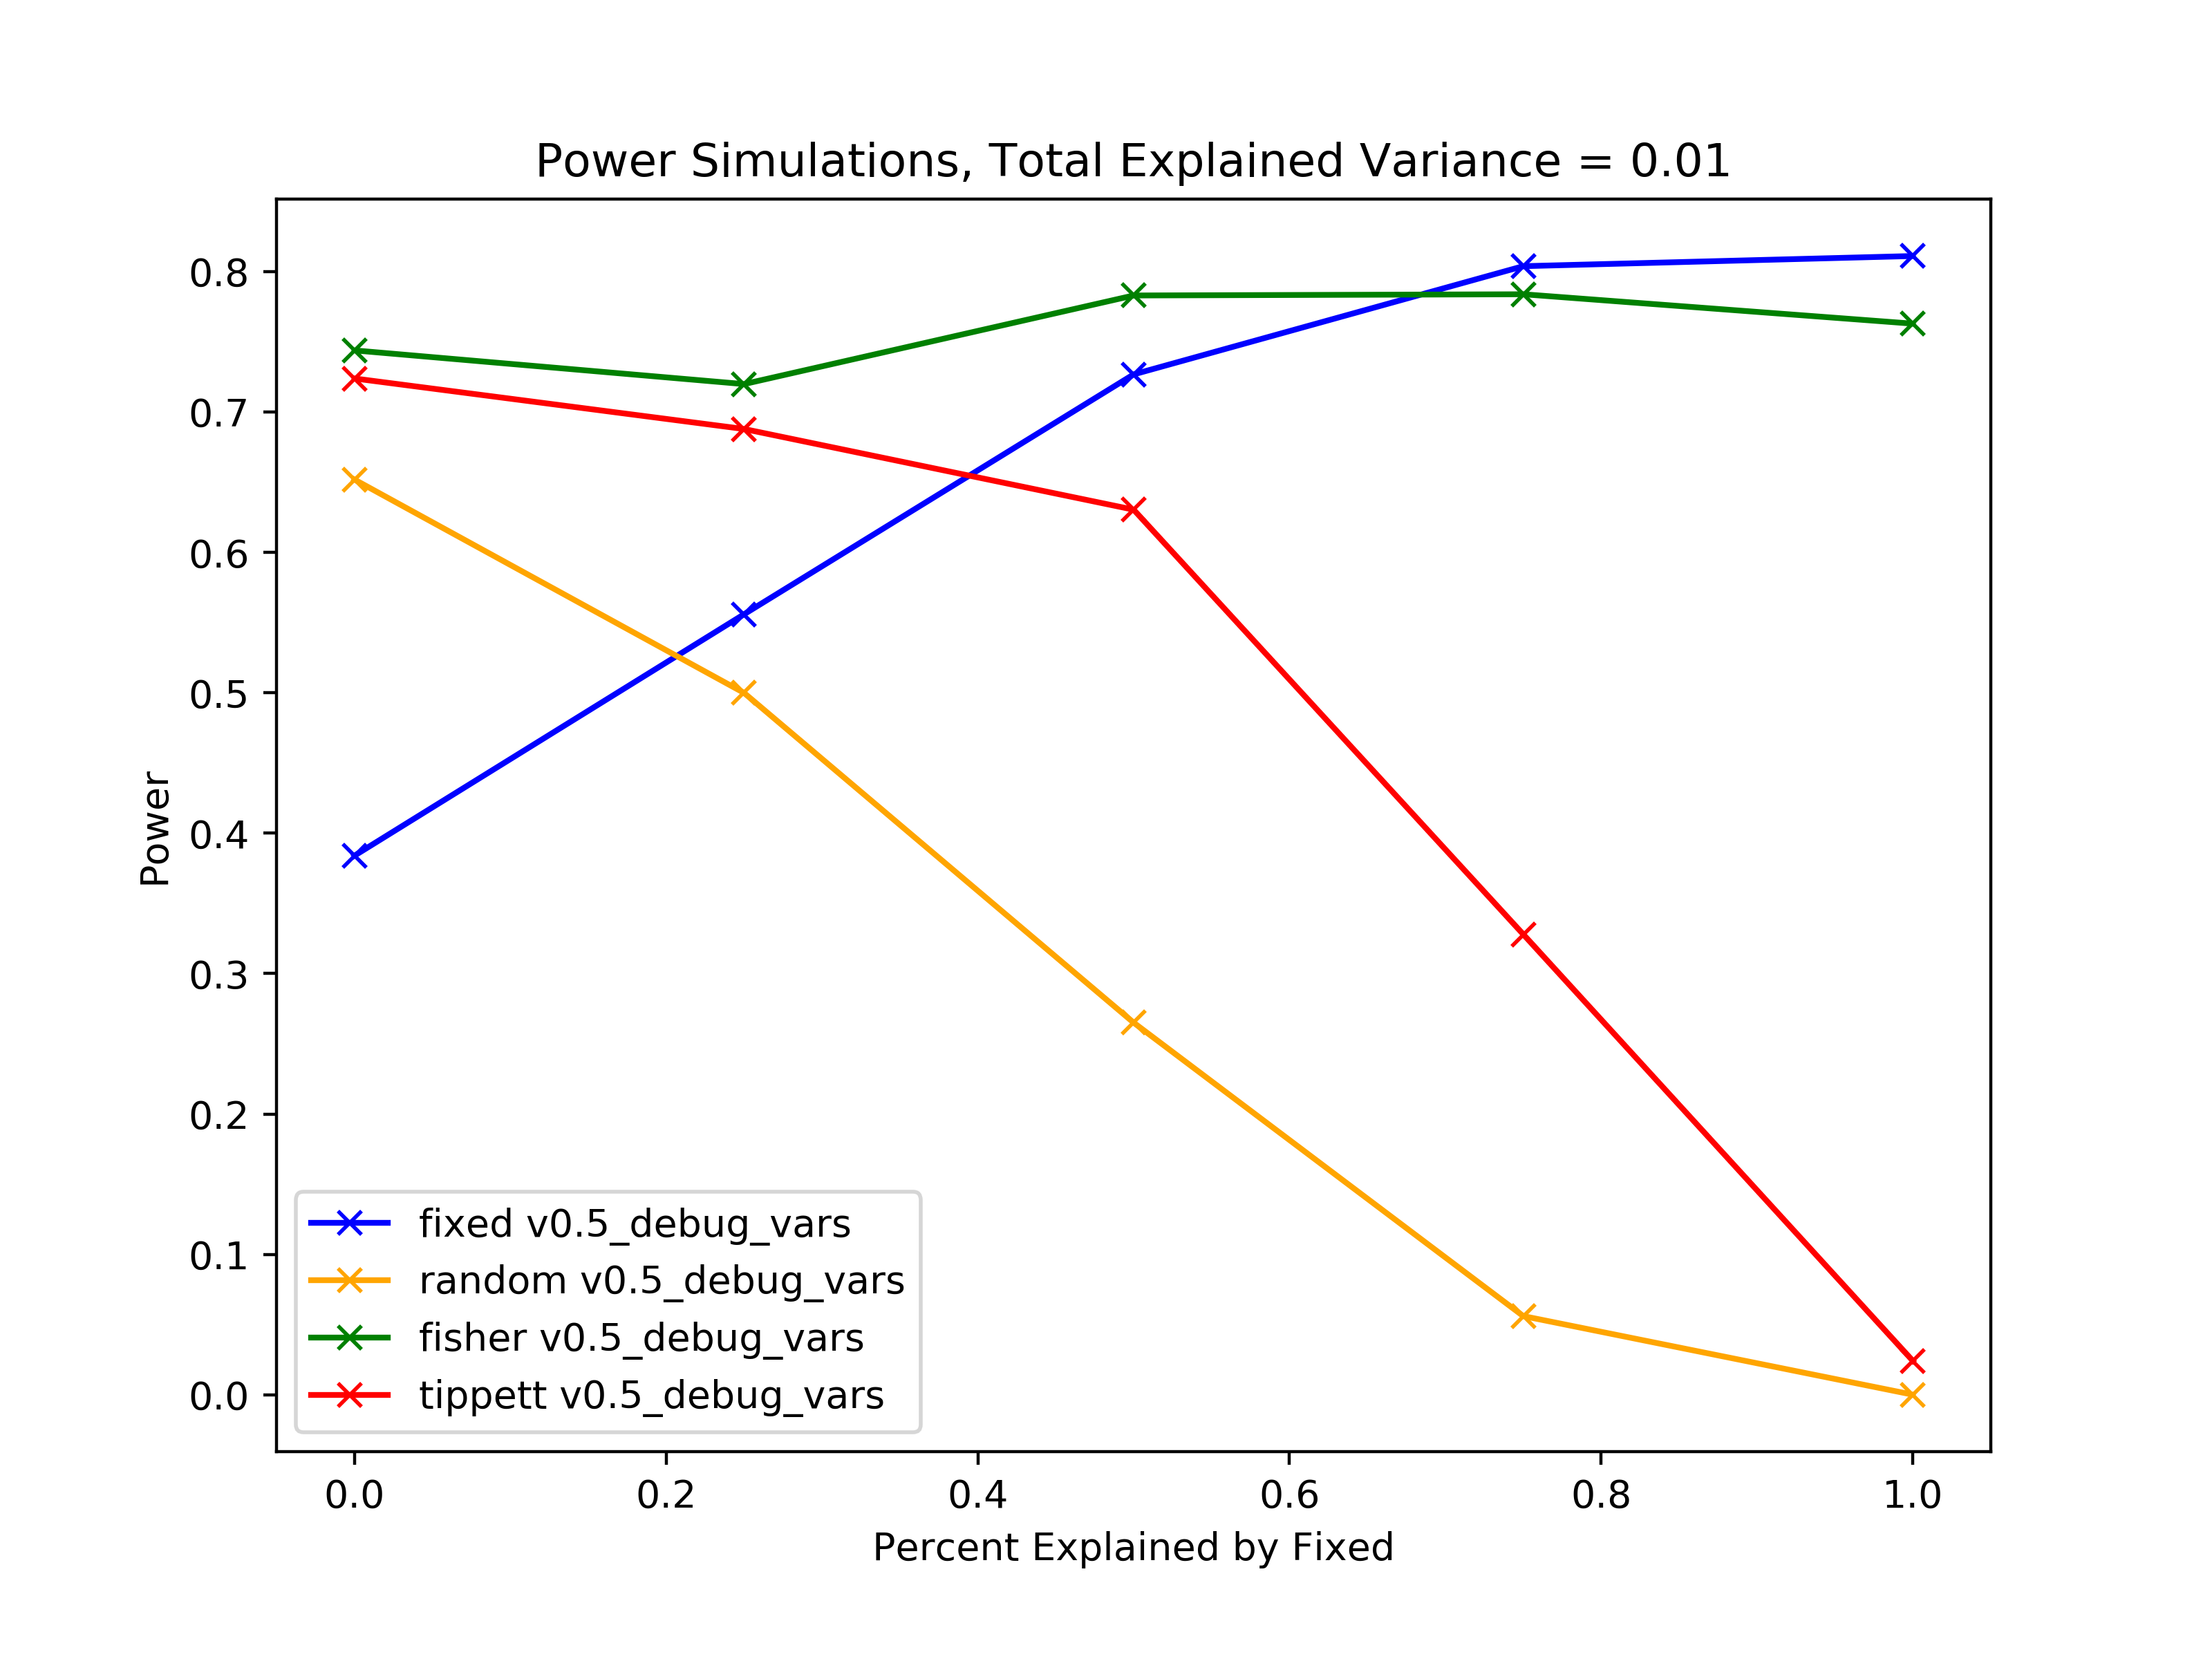 Power Simulations, Total Explained Variance = 0.01
Power
0.8
0.7
0.6
0.5
0.4
0.3
0.2
0.1
0.0
fixed v0.5_debug_vars
random v0.5_debug_vars
fisher v0.5_debug_vars
tippett v0.5_debug_vars
0.0 0.2 0.4 0.6 0.8 1.0
Percent Explained by Fixed